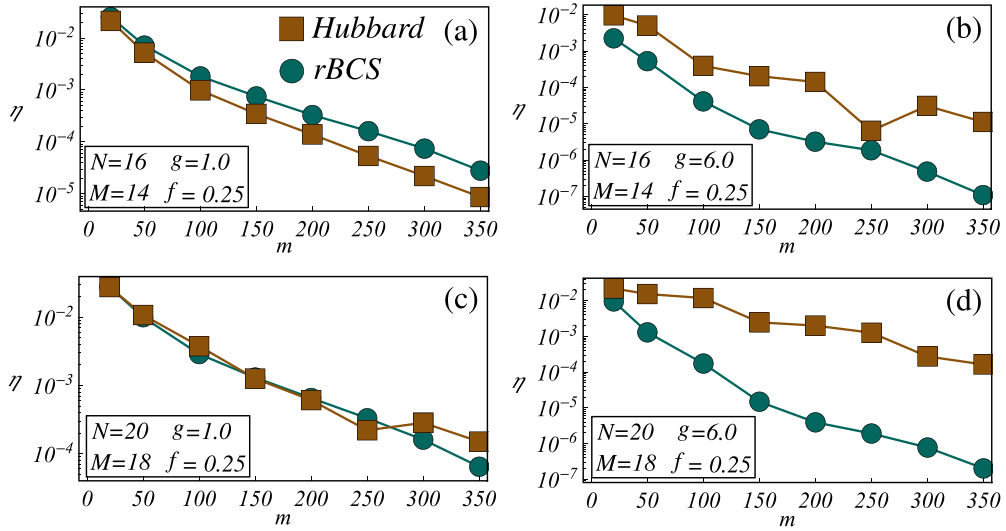 Hubbard
rBCS
(a)
η
10⁻²
10⁻³
10⁻⁴
10⁻⁵
N=16 g=1.0
M=14 f=0.25
0 50 100 150 200 250 300 350
m
(b)
η
10⁻²
10⁻³
10⁻⁴
10⁻⁵
10⁻⁶
10⁻⁷
N=16 g=6.0
M=14 f=0.25
0 50 100 150 200 250 300 350
m
(c)
η
10⁻²
10⁻³
10⁻⁴
N=20 g=1.0
M=18 f=0.25
0 50 100 150 200 250 300 350
m
(d)
η
10⁻²
10⁻³
10⁻⁴
10⁻⁵
10⁻⁶
10⁻⁷
N=20 g=6.0
M=18 f=0.25
0 50 100 150 200 250 300 350
m